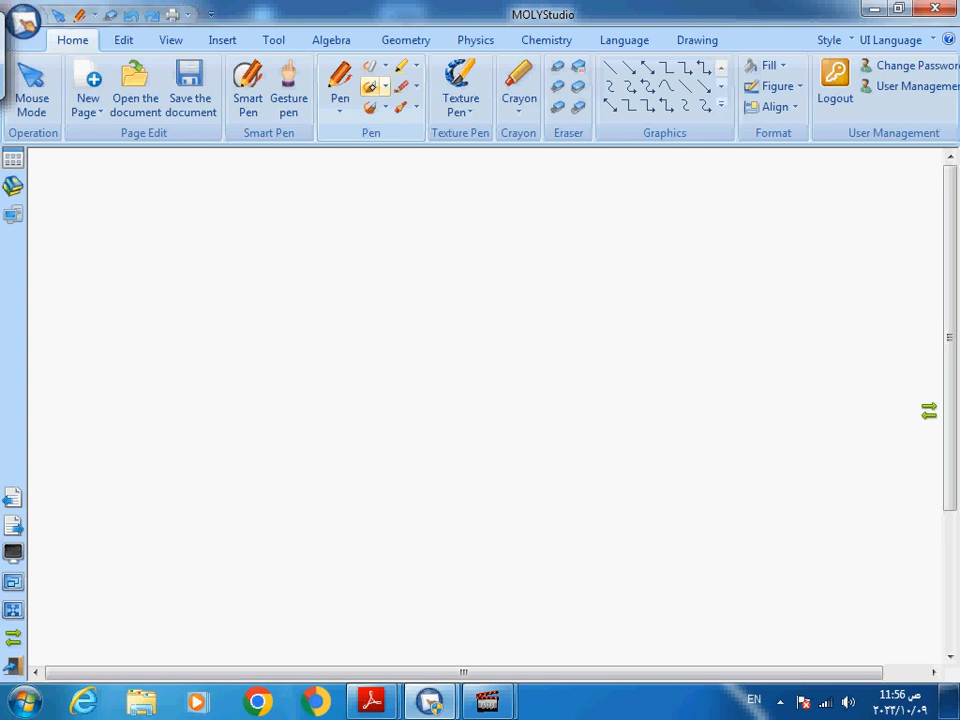 MOLYStudio
Home Edit View Insert Tool Algebra Geometry Physics Chemistry Language Drawing Style UI Language
Mouse Mode
Operation
New Page
Open the document
Save the document
Page Edit
Smart Pen
Gesture pen
Smart Pen
Pen
Pen
Texture Pen
Texture Pen
Crayon
Crayon
Eraser
Graphics
Fill
Figure
Align
Format
Logout
Change Passwor
User Manageme
User Management
EN
11:56 ص
٢٠٢٣/١٠/٠٩